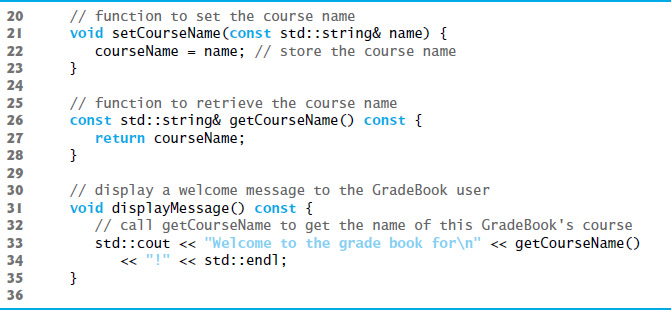 20 // function to set the course name
21 void setCourseName(const std::string& name) {
22 courseName = name; // store the course name
23 }
24
25 // function to retrieve the course name
26 const std::string& getCourseName() const {
27 return courseName;
28 }
29
30 // display a welcome message to the GradeBook user
31 void displayMessage() const {
32 // call getCourseName to get the name of this GradeBook's course
33 std::cout << "Welcome to the grade book for\n" << getCourseName()
34 << "!" << std::endl;
35 }
36